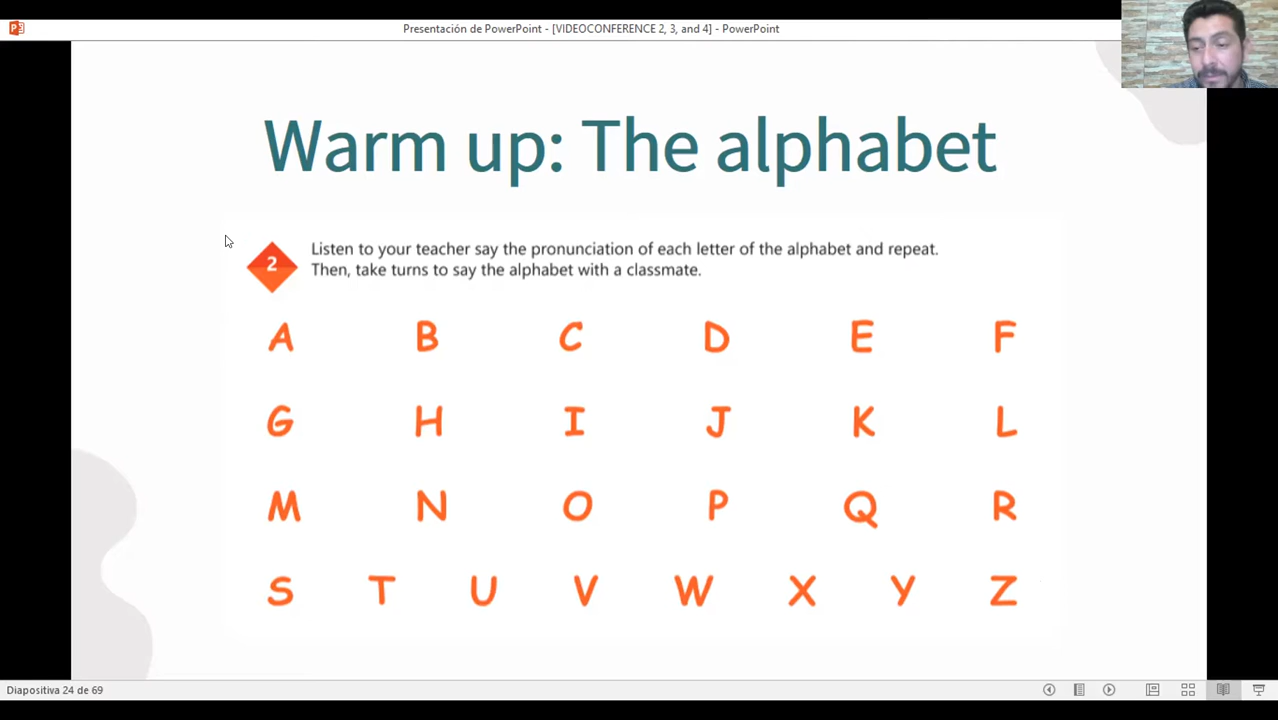 Presentación de PowerPoint - [VIDEOCONFERENCE 2, 3, and 4] - PowerPoint
Warm up: The alphabet
2
Listen to your teacher say the pronunciation of each letter of the alphabet and repeat.
Then, take turns to say the alphabet with a classmate.
A B C D E F
G H I J K L
M N O P Q R
S T U V W X Y Z
Diapositiva 24 de 69